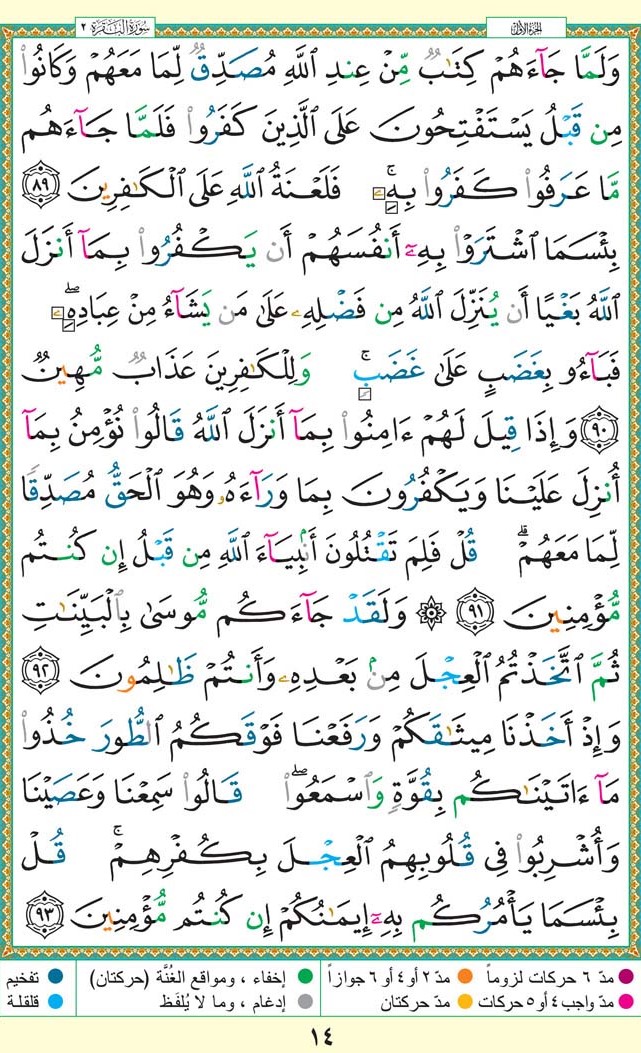 الجزء الأول
سورة البقرة ٢
وَلَمَّا جَآءَهُمْ كِتَٰبٌ مِّنْ عِندِ ٱللَّهِ مُصَدِّقٌ لِّمَا مَعَهُمْ وَكَانُوا۟
مِن قَبْلُ يَسْتَفْتِحُونَ عَلَى ٱلَّذِينَ كَفَرُوا۟ فَلَمَّا جَآءَهُم
مَّا عَرَفُوا۟ كَفَرُوا۟ بِهِۦ ۚ فَلَعْنَةُ ٱللَّهِ عَلَى ٱلْكَٰفِرِينَ ٨٩
بِئْسَمَا ٱشْتَرَوْا۟ بِهِۦٓ أَنفُسَهُمْ أَن يَكْفُرُوا۟ بِمَآ أَنزَلَ
ٱللَّهُ بَغْيًا أَن يُنَزِّلَ ٱللَّهُ مِن فَضْلِهِۦ عَلَىٰ مَن يَشَآءُ مِنْ عِبَادِهِۦ ۖ
فَبَآءُو بِغَضَبٍ عَلَىٰ غَضَبٍ ۚ وَلِلْكَٰفِرِينَ عَذَابٌ مُّهِينٌ
٩٠ وَإِذَا قِيلَ لَهُمْ ءَامِنُوا۟ بِمَآ أَنزَلَ ٱللَّهُ قَالُوا۟ نُؤْمِنُ بِمَآ
أُنزِلَ عَلَيْنَا وَيَكْفُرُونَ بِمَا وَرَآءَهُۥ وَهُوَ ٱلْحَقُّ مُصَدِّقًا
لِّمَا مَعَهُمْ ۗ قُلْ فَلِمَ تَقْتُلُونَ أَنۢبِيَآءَ ٱللَّهِ مِن قَبْلُ إِن كُنتُم
مُّؤْمِنِينَ ٩١ ۞ وَلَقَدْ جَآءَكُم مُّوسَىٰ بِٱلْبَيِّنَٰتِ
ثُمَّ ٱتَّخَذْتُمُ ٱلْعِجْلَ مِنۢ بَعْدِهِۦ وَأَنتُمْ ظَٰلِمُونَ ٩٢
وَإِذْ أَخَذْنَا مِيثَٰقَكُمْ وَرَفَعْنَا فَوْقَكُمُ ٱلطُّورَ خُذُوا۟
مَآ ءَاتَيْنَٰكُم بِقُوَّةٍ وَٱسْمَعُوا۟ ۖ قَالُوا۟ سَمِعْنَا وَعَصَيْنَا
وَأُشْرِبُوا۟ فِى قُلُوبِهِمُ ٱلْعِجْلَ بِكُفْرِهِمْ ۚ قُلْ
بِئْسَمَا يَأْمُرُكُم بِهِۦٓ إِيمَٰنُكُمْ إِن كُنتُم مُّؤْمِنِينَ ٩٣
مدّ ٦ حركات لزوماً مدّ ٢ أو ٤ أو ٦ جوازاً إخفاء ، ومواقع الغُنَّة (حركتان) تفخيم
مدّ واجب ٤ أو ٥ حركات مدّ حركتان إدغام ، وما لا يُلفَظ قلقلة
١٤